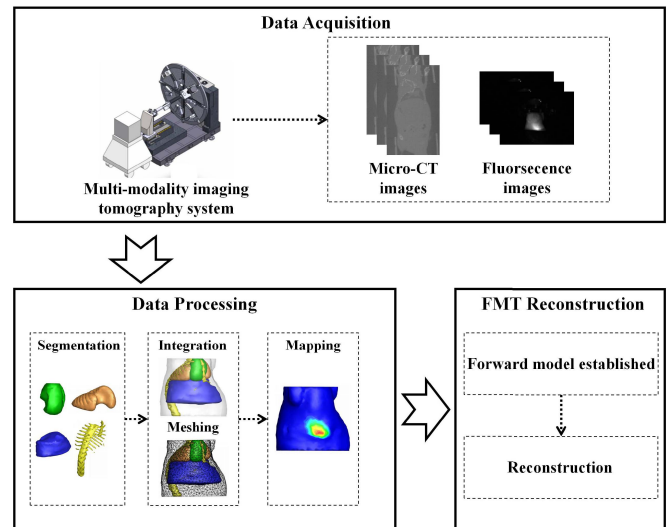 Data Acquisition
Multi-modality imaging
tomography system
Micro-CT
images
Fluorsecence
images
Data Processing
Segmentation
Integration
Meshing
Mapping
FMT Reconstruction
Forward model established
Reconstruction